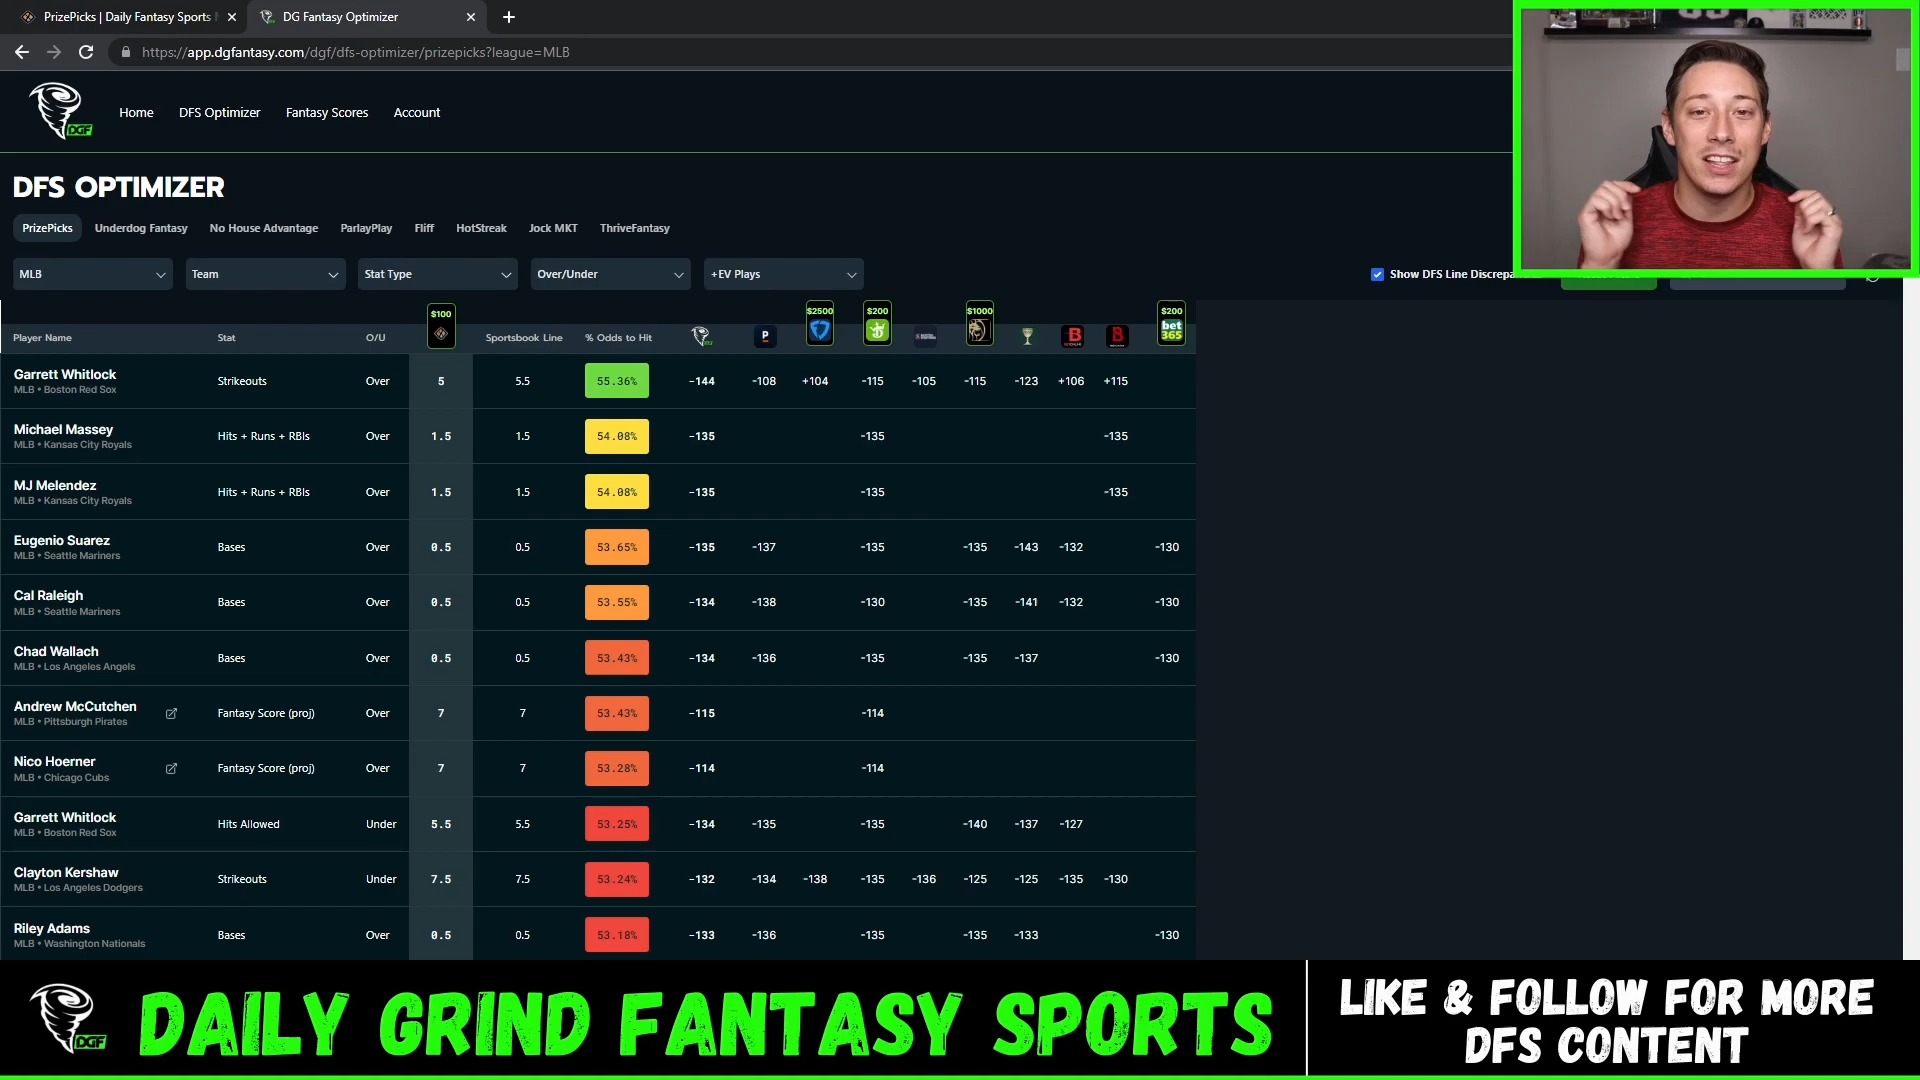 PrizePicks | Daily Fantasy Sports
DG Fantasy Optimizer
https://app.dgfantasy.com/dgf/dfs-optimizer/prizepicks?league=MLB
DGF
Home DFS Optimizer Fantasy Scores Account
DFS OPTIMIZER
PrizePicks Underdog Fantasy No House Advantage ParlayPlay Fliff HotStreak Jock MKT ThriveFantasy
MLB Team Stat Type Over/Under +EV Plays Show DFS Line
$100 $2500 $200 $1000 $200
Player Name Stat O/U Sportsbook Line % Odds to Hit P B B bet365
Garrett Whitlock
MLB • Boston Red Sox
Strikeouts Over 5 5.5 55.36% -144 -108 +104 -115 -105 -115 -123 +106 +115
Michael Massey
MLB • Kansas City Royals
Hits + Runs + RBIs Over 1.5 1.5 54.08% -135 -135 -135
MJ Melendez
MLB • Kansas City Royals
Hits + Runs + RBIs Over 1.5 1.5 54.08% -135 -135 -135
Eugenio Suarez
MLB • Seattle Mariners
Bases Over 0.5 0.5 53.65% -135 -137 -135 -135 -143 -132 -130
Cal Raleigh
MLB • Seattle Mariners
Bases Over 0.5 0.5 53.55% -134 -138 -130 -135 -141 -132 -130
Chad Wallach
MLB • Los Angeles Angels
Bases Over 0.5 0.5 53.43% -134 -136 -135 -135 -137 -130
Andrew McCutchen
MLB • Pittsburgh Pirates
Fantasy Score (proj) Over 7 7 53.43% -115 -114
Nico Hoerner
MLB • Chicago Cubs
Fantasy Score (proj) Over 7 7 53.28% -114 -114
Garrett Whitlock
MLB • Boston Red Sox
Hits Allowed Under 5.5 5.5 53.25% -134 -135 -135 -140 -137 -127
Clayton Kershaw
MLB • Los Angeles Dodgers
Strikeouts Under 7.5 7.5 53.24% -132 -134 -138 -135 -136 -125 -125 -135 -130
Riley Adams
MLB • Washington Nationals
Bases Over 0.5 0.5 53.18% -133 -136 -135 -135 -133 -130
DGF
DAILY GRIND FANTASY SPORTS
LIKE & FOLLOW FOR MORE
DFS CONTENT